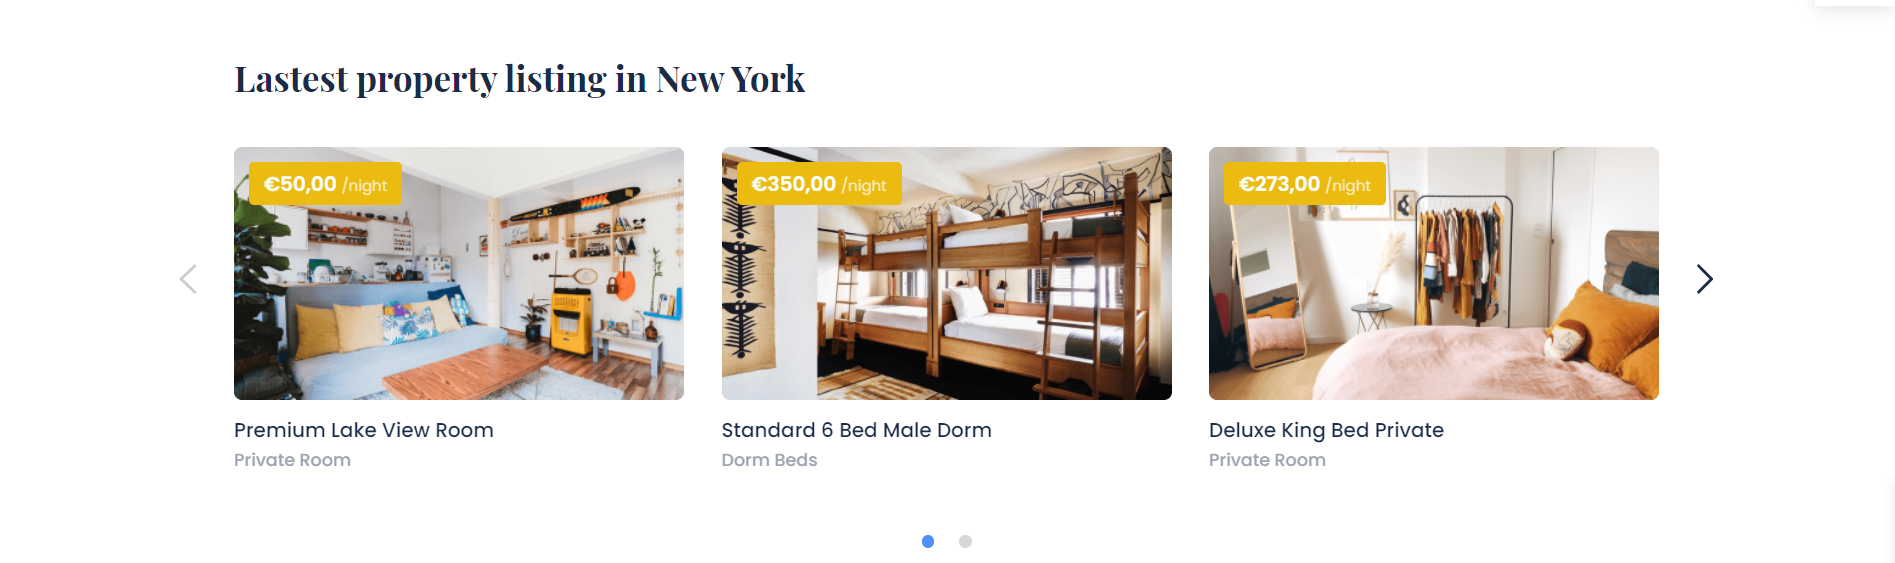 Lastest property listing in New York
€50,00 /night
€350,00 /night
€273,00 /night
Premium Lake View Room
Private Room
Standard 6 Bed Male Dorm
Dorm Beds
Deluxe King Bed Private
Private Room